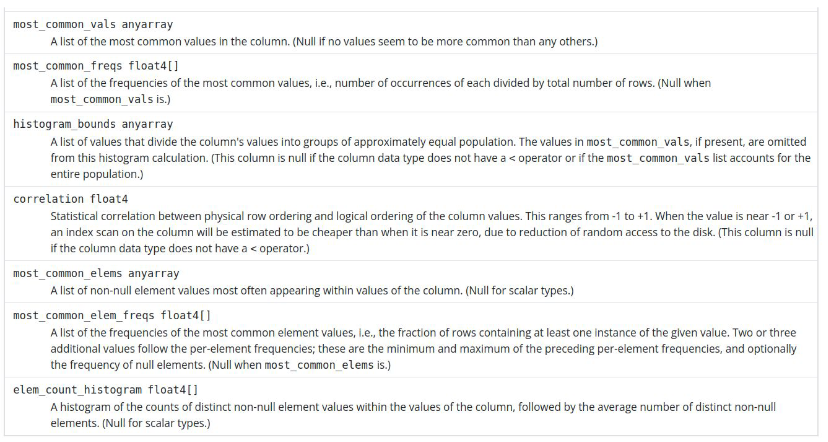 most_common_vals anyarray
A list of the most common values in the column. (Null if no values seem to be more common than any others.)
most_common_freqs float4[]
A list of the frequencies of the most common values, i.e., number of occurrences of each divided by total number of rows. (Null when
most_common_vals is.)
histogram_bounds anyarray
A list of values that divide the column's values into groups of approximately equal population. The values in most_common_vals, if present, are omitted
from this histogram calculation. (This column is null if the column data type does not have a < operator or if the most_common_vals list accounts for the
entire population.)
correlation float4
Statistical correlation between physical row ordering and logical ordering of the column values. This ranges from -1 to +1. When the value is near -1 or +1,
an index scan on the column will be estimated to be cheaper than when it is near zero, due to reduction of random access to the disk. (This column is null
if the column data type does not have a < operator.)
most_common_elems anyarray
A list of non-null element values most often appearing within values of the column. (Null for scalar types.)
most_common_elem_freqs float4[]
A list of the frequencies of the most common element values, i.e., the fraction of rows containing at least one instance of the given value. Two or three
additional values follow the per-element frequencies; these are the minimum and maximum of the preceding per-element frequencies, and optionally
the frequency of null elements. (Null when most_common_elems is.)
elem_count_histogram float4[]
A histogram of the counts of distinct non-null element values within the values of the column, followed by the average number of distinct non-null
elements. (Null for scalar types.)